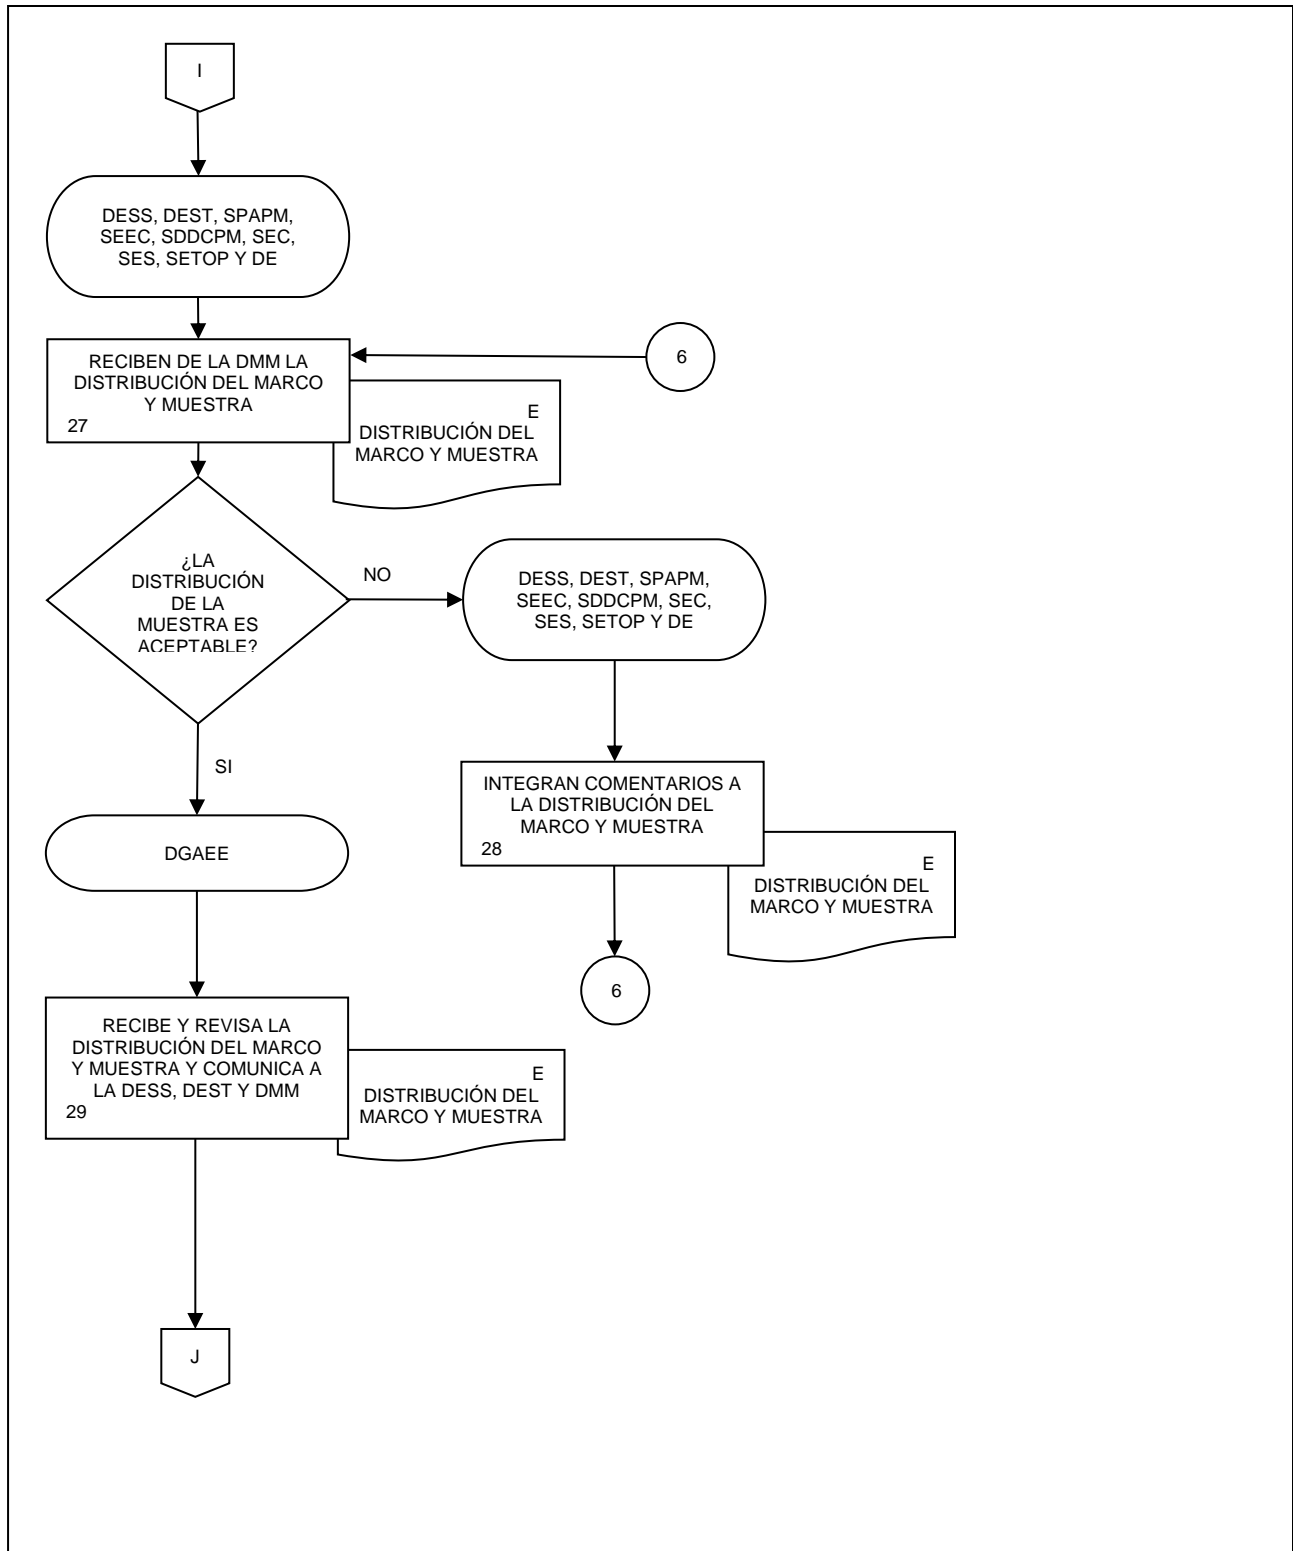 I
DESS, DEST, SPAPM,
SEEC, SDDCPM, SEC,
SES, SETOP Y DE
RECIBEN DE LA DMM LA
DISTRIBUCIÓN DEL MARCO
Y MUESTRA
27
6
E
DISTRIBUCIÓN DEL
MARCO Y MUESTRA
¿LA
DISTRIBUCIÓN
DE LA
MUESTRA ES
ACEPTABLE?
NO
DESS, DEST, SPAPM,
SEEC, SDDCPM, SEC,
SES, SETOP Y DE
SI
INTEGRAN COMENTARIOS A
LA DISTRIBUCIÓN DEL
MARCO Y MUESTRA
28
E
DISTRIBUCIÓN DEL
MARCO Y MUESTRA
6
DGAEE
RECIBE Y REVISA LA
DISTRIBUCIÓN DEL MARCO
Y MUESTRA Y COMUNICA A
LA DESS, DEST Y DMM
29
E
DISTRIBUCIÓN DEL
MARCO Y MUESTRA
J